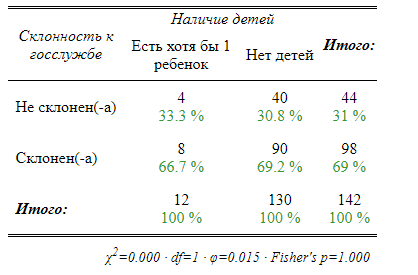 Наличие детей
Склонность к госслужбе
Есть хотя бы 1 ребенок
Нет детей
Итого:
Не склонен(-а) 4 40 44
33.3 % 30.8 % 31 %
Склонен(-а) 8 90 98
66.7 % 69.2 % 69 %
Итого: 12 130 142
100 % 100 % 100 %
χ2=0.000 · df=1 · φ=0.015 · Fisher's p=1.000